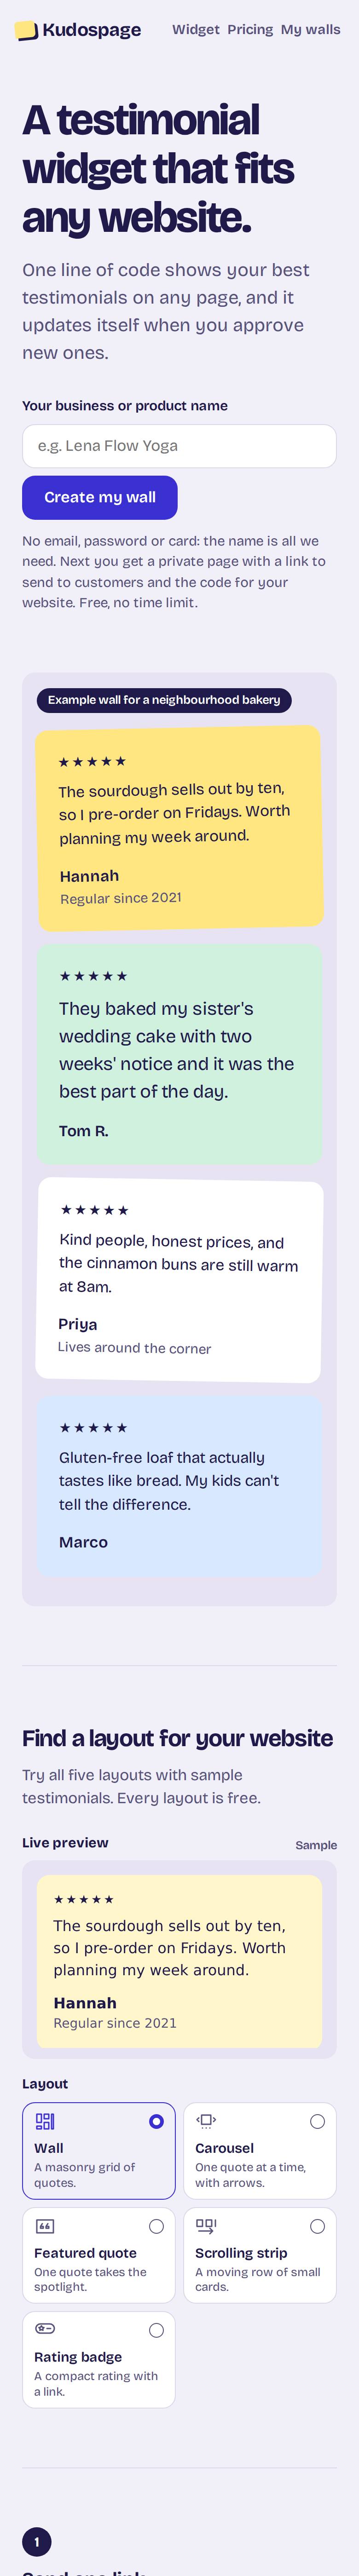 Kudospage
Widget Pricing My walls
A testimonial
widget that fits
any website.
One line of code shows your best
testimonials on any page, and it
updates itself when you approve
new ones.
Your business or product name
e.g. Lena Flow Yoga
Create my wall
No email, password or card: the name is all we
need. Next you get a private page with a link to
send to customers and the code for your
website. Free, no time limit.
Example wall for a neighbourhood bakery
★★★★★
The sourdough sells out by ten,
so I pre-order on Fridays. Worth
planning my week around.
Hannah
Regular since 2021
★★★★★
They baked my sister's
wedding cake with two
weeks' notice and it was the
best part of the day.
Tom R.
★★★★★
Kind people, honest prices, and
the cinnamon buns are still warm
at 8am.
Priya
Lives around the corner
★★★★★
Gluten-free loaf that actually
tastes like bread. My kids can't
tell the difference.
Marco
Find a layout for your website
Try all five layouts with sample
testimonials. Every layout is free.
Live preview
Sample
★★★★★
The sourdough sells out by ten,
so I pre-order on Fridays. Worth
planning my week around.
Hannah
Regular since 2021
Layout
Wall
A masonry grid of
quotes.
Carousel
One quote at a time,
with arrows.
Featured quote
One quote takes the
spotlight.
Scrolling strip
A moving row of small
cards.
Rating badge
A compact rating with
a link.
1